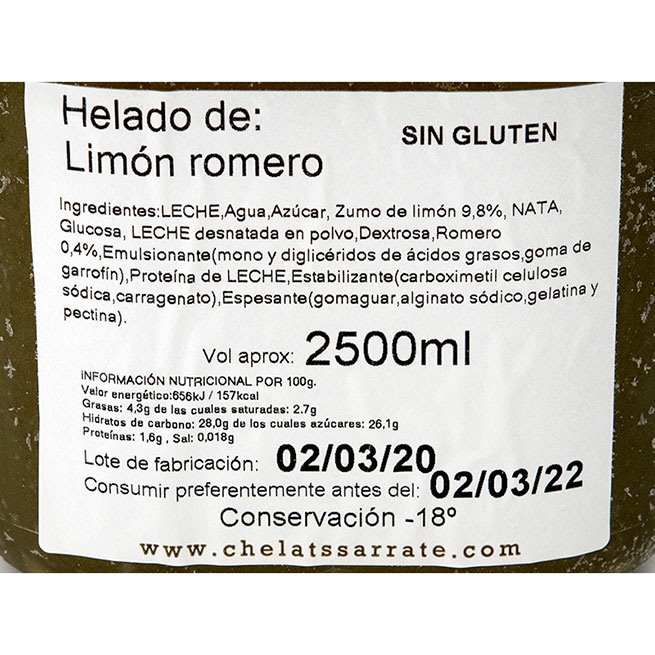 Helado de:
SIN GLUTEN
Limón romero
Ingredientes:LECHE,Agua,Azúcar, Zumo de limón 9,8%, NATA,
Glucosa, LECHE desnatada en polvo,Dextrosa,Romero
0,4%,Emulsionante(mono y diglicéridos de ácidos grasos,goma de
garrofín),Proteína de LECHE,Estabilizante(carboximetil celulosa
sódica,carragenato),Espesante(gomaguar,alginato sódico,gelatina y
pectina).
Vol aprox: 2500ml
INFORMACIÓN NUTRICIONAL POR 100g.
Valor energético:656kJ / 157kcal
Grasas: 4,3g de las cuales saturadas: 2.7g
Hidratos de carbono: 28,0g de los cuales azúcares: 26,1g
Proteínas: 1,6g , Sal: 0,018g
Lote de fabricación: 02/03/20
Consumir preferentemente antes del: 02/03/22
Conservación -18º
www.chelatssarrate.com